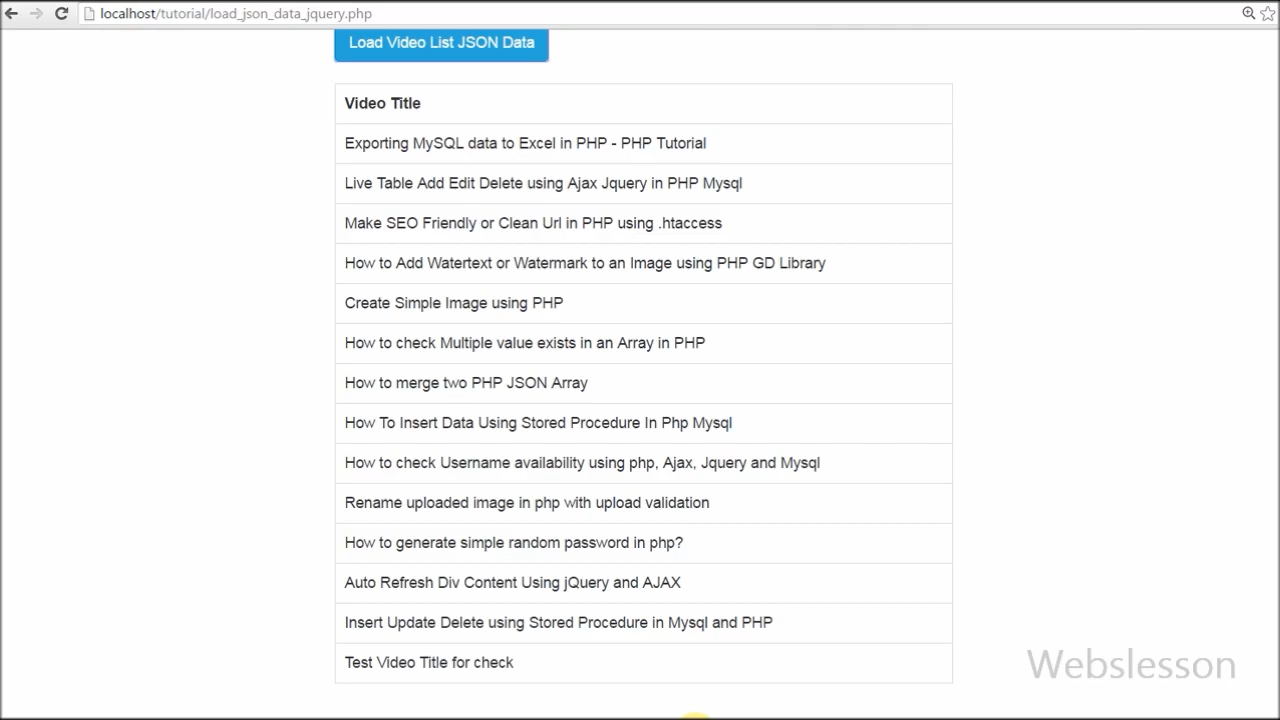 localhost/tutorial/load_json_data_jquery.php
Load Video List JSON Data
Video Title
Exporting MySQL data to Excel in PHP - PHP Tutorial
Live Table Add Edit Delete using Ajax Jquery in PHP Mysql
Make SEO Friendly or Clean Url in PHP using .htaccess
How to Add Watertext or Watermark to an Image using PHP GD Library
Create Simple Image using PHP
How to check Multiple value exists in an Array in PHP
How to merge two PHP JSON Array
How To Insert Data Using Stored Procedure In Php Mysql
How to check Username availability using php, Ajax, Jquery and Mysql
Rename uploaded image in php with upload validation
How to generate simple random password in php?
Auto Refresh Div Content Using jQuery and AJAX
Insert Update Delete using Stored Procedure in Mysql and PHP
Test Video Title for check
Webslesson